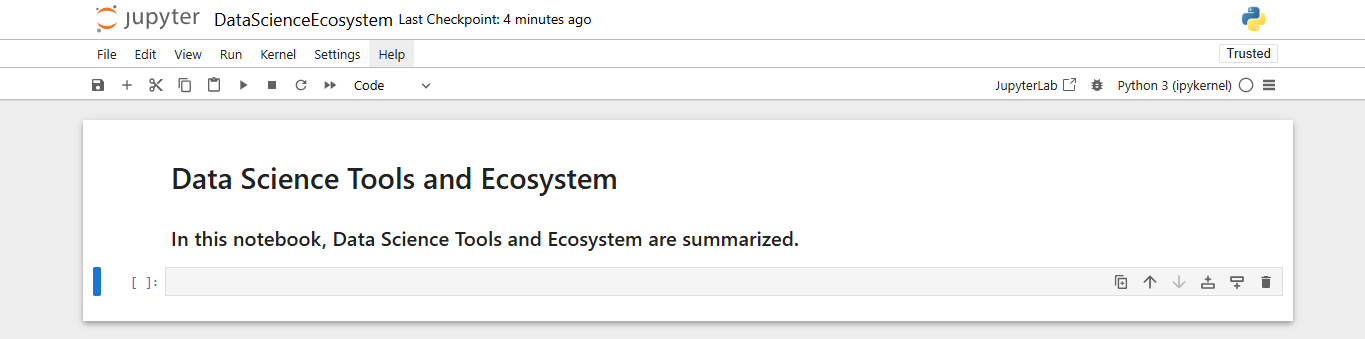 jupyter DataScienceEcosystem Last Checkpoint: 4 minutes ago
File Edit View Run Kernel Settings Help Trusted
Code JupyterLab Python 3 (ipykernel)
Data Science Tools and Ecosystem
In this notebook, Data Science Tools and Ecosystem are summarized.
[ ]: